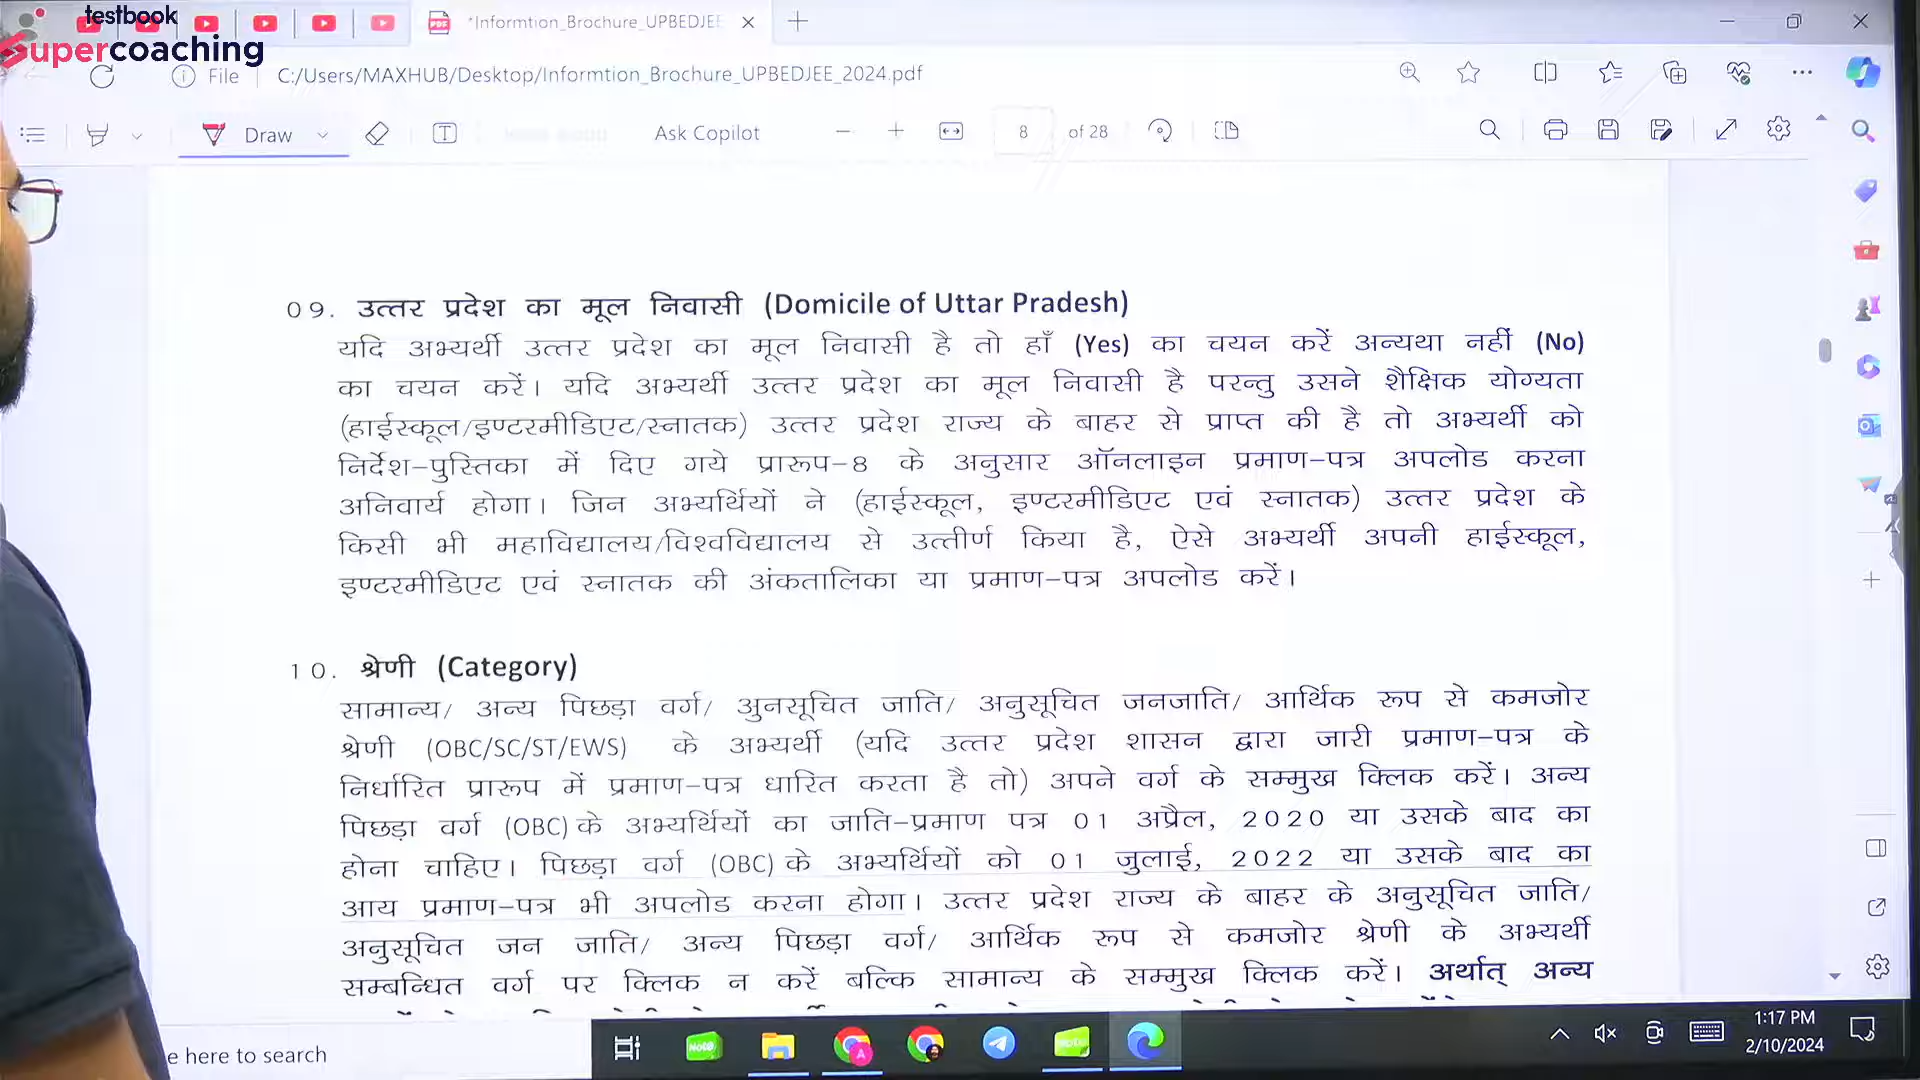 testbook
Supercoaching
*Informtion_Brochure_UPBEDJEE
File
C:/Users/MAXHUB/Desktop/Informtion_Brochure_UPBEDJEE_2024.pdf
Draw
Ask Copilot
8
of 28
09. उत्तर प्रदेश का मूल निवासी (Domicile of Uttar Pradesh)
यदि अभ्यर्थी उत्तर प्रदेश का मूल निवासी है तो हाँ (Yes) का चयन करें अन्यथा नहीं (No)
का चयन करें। यदि अभ्यर्थी उत्तर प्रदेश का मूल निवासी है परन्तु उसने शैक्षिक योग्यता
(हाईस्कूल/इण्टरमीडिएट/स्नातक) उत्तर प्रदेश राज्य के बाहर से प्राप्त की है तो अभ्यर्थी को
निर्देश-पुस्तिका में दिए गये प्रारूप-8 के अनुसार ऑनलाइन प्रमाण-पत्र अपलोड करना
अनिवार्य होगा। जिन अभ्यर्थियों ने (हाईस्कूल, इण्टरमीडिएट एवं स्नातक) उत्तर प्रदेश के
किसी भी महाविद्यालय/विश्वविद्यालय से उत्तीर्ण किया है, ऐसे अभ्यर्थी अपनी हाईस्कूल,
इण्टरमीडिएट एवं स्नातक की अंकतालिका या प्रमाण-पत्र अपलोड करें।
10. श्रेणी (Category)
सामान्य/ अन्य पिछड़ा वर्ग/ अुनसूचित जाति/ अनुसूचित जनजाति/ आर्थिक रूप से कमजोर
श्रेणी (OBC/SC/ST/EWS) के अभ्यर्थी (यदि उत्तर प्रदेश शासन द्वारा जारी प्रमाण-पत्र के
निर्धारित प्रारूप में प्रमाण-पत्र धारित करता है तो) अपने वर्ग के सम्मुख क्लिक करें। अन्य
पिछड़ा वर्ग (OBC) के अभ्यर्थियों का जाति-प्रमाण पत्र 01 अप्रैल, 2020 या उसके बाद का
होना चाहिए। पिछड़ा वर्ग (OBC) के अभ्यर्थियों को 01 जुलाई, 2022 या उसके बाद का
आय प्रमाण-पत्र भी अपलोड करना होगा। उत्तर प्रदेश राज्य के बाहर के अनुसूचित जाति/
अनुसूचित जन जाति/ अन्य पिछड़ा वर्ग/ आर्थिक रूप से कमजोर श्रेणी के अभ्यर्थी
सम्बन्धित वर्ग पर क्लिक न करें बल्कि सामान्य के सम्मुख क्लिक करें। अर्थात् अन्य
e here to search
1:17 PM
2/10/2024